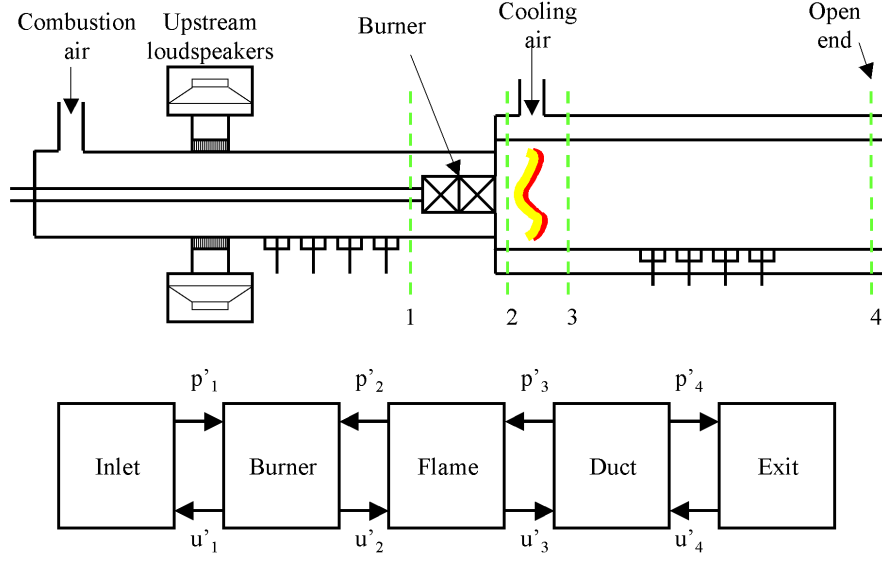 Combustion
air
Upstream
loudspeakers
Burner
Cooling
air
Open
end
1
2
3
4
p’1
p’2
p’3
p’4
Inlet
Burner
Flame
Duct
Exit
u’1
u’2
u’3
u’4